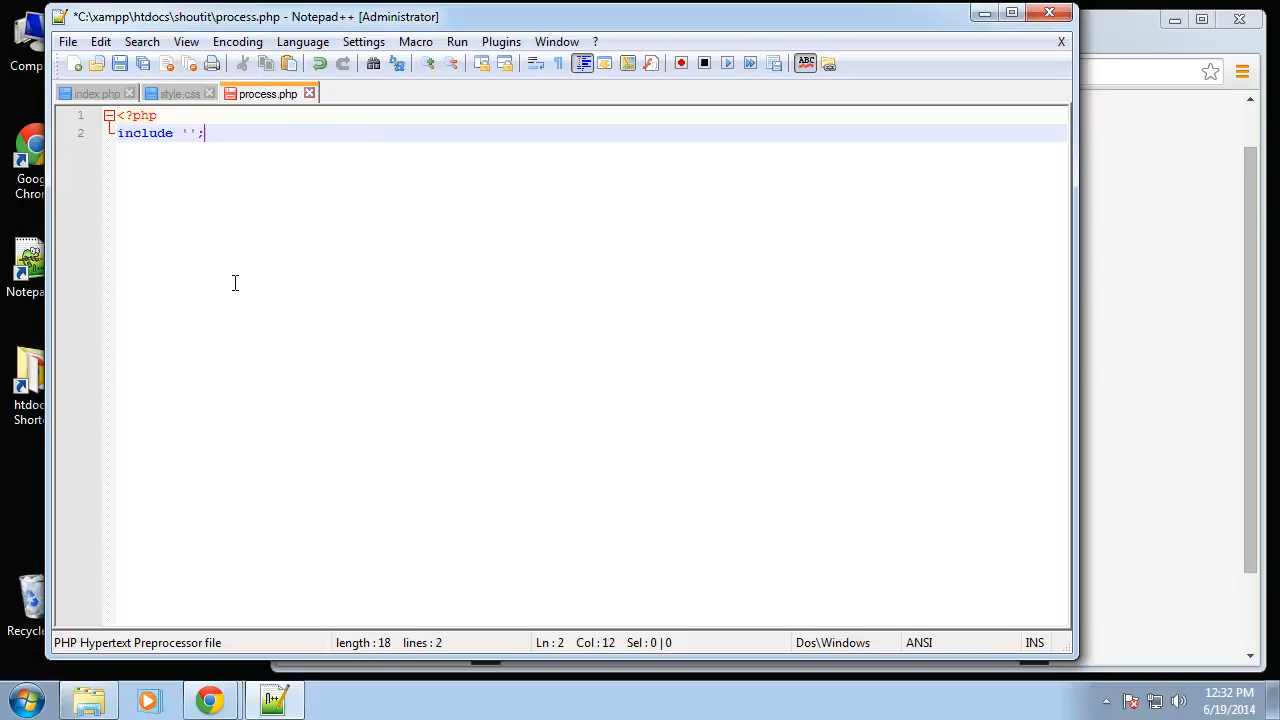 *C:\xampp\htdocs\shoutit\process.php - Notepad++ [Administrator]
File Edit Search View Encoding Language Settings Macro Run Plugins Window ? X
ABC
index.php style.css process.php
1 <?php
2 include '';
Comp
Goog
Chro
Notepa
htdoc
Short
Recyc
PHP Hypertext Preprocessor file length : 18 lines : 2 Ln : 2 Col : 12 Sel : 0 | 0 Dos\Windows ANSI INS
12:32 PM
6/19/2014